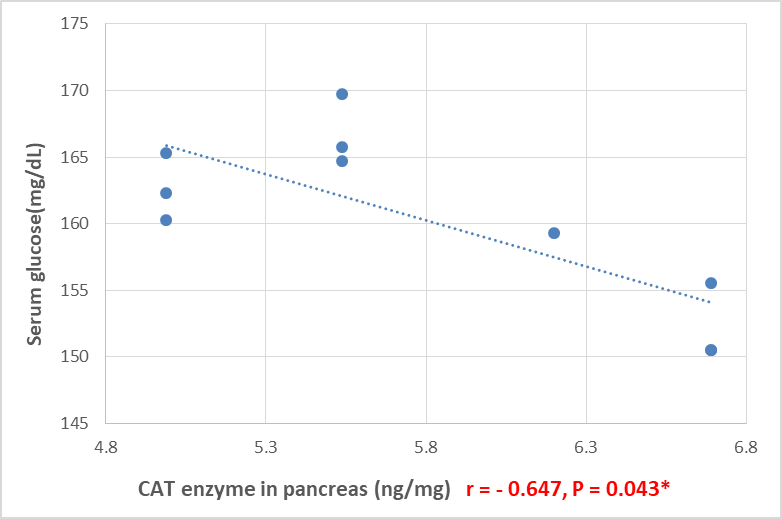 175
170
165
160
155
150
145
Serum glucose(mg/dL)
4.8 5.3 5.8 6.3 6.8
CAT enzyme in pancreas (ng/mg) r = - 0.647, P = 0.043*